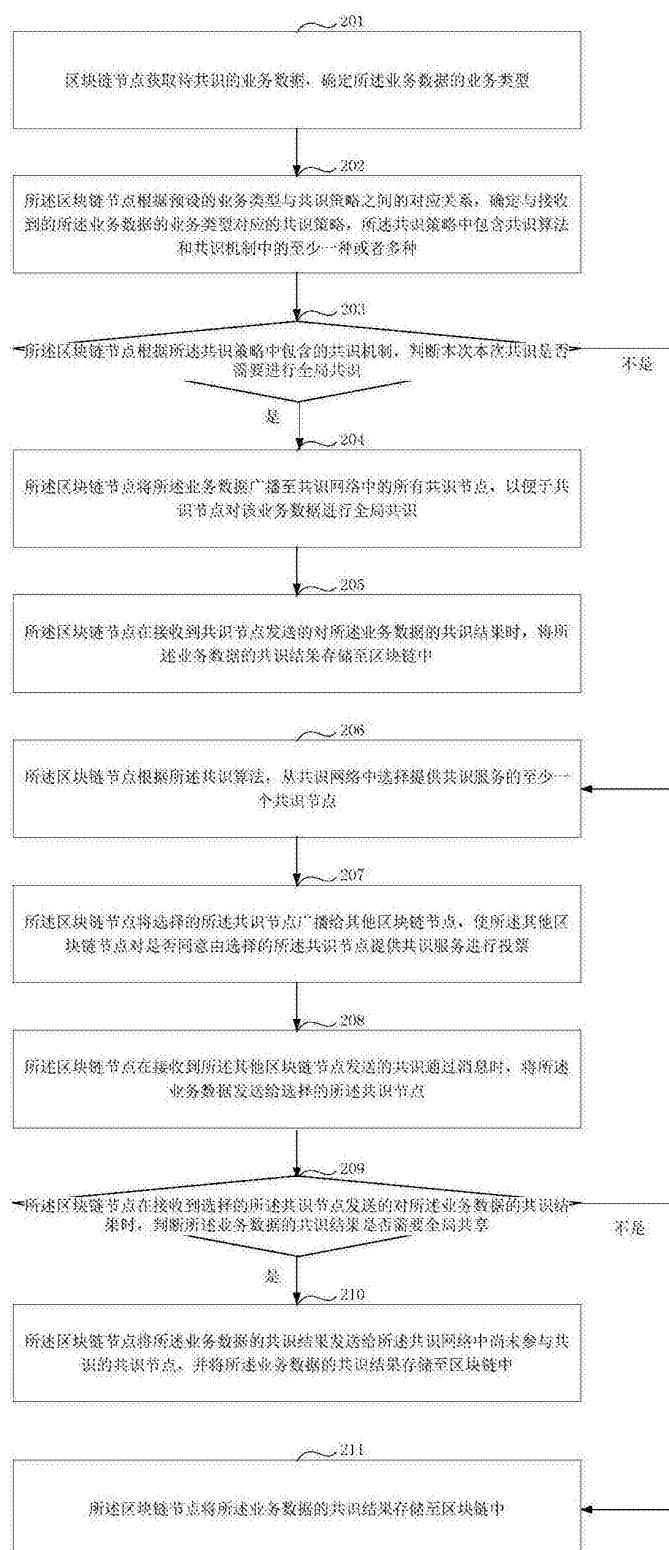 201
区块链节点获取待共识的业务数据，确定所述业务数据的业务类型
202
所述区块链节点根据预设的业务类型与共识策略之间的对应关系，确定与接收
到的所述业务数据的业务类型对应的共识策略，所述共识策略中包含共识算法
和共识机制中的至少一种或者多种
203
所述区块链节点根据所述共识策略中包含的共识机制，判断本次本次共识是否
需要进行全局共识
不是
是
204
所述区块链节点将所述业务数据广播至共识网络中的所有共识节点，以便于共
识节点对该业务数据进行全局共识
205
所述区块链节点在接收到共识节点发送的对所述业务数据的共识结果时，将所
述业务数据的共识结果存储至区块链中
206
所述区块链节点根据所述共识算法，从共识网络中选择提供共识服务的至少一
个共识节点
207
所述区块链节点将选择的所述共识节点广播给其他区块链节点，使所述其他区
块链节点对是否同意由选择的所述共识节点提供共识服务进行投票
208
所述区块链节点在接收到所述其他区块链节点发送的共识通过消息时，将所述
业务数据发送给选择的所述共识节点
209
所述区块链节点在接收到选择的所述共识节点发送的对所述业务数据的共识结
果时，判断所述业务数据的共识结果是否需要全局共享
不是
是
210
所述区块链节点将所述业务数据的共识结果发送给所述共识网络中尚未参与共
识的共识节点，并将所述业务数据的共识结果存储至区块链中
211
所述区块链节点将所述业务数据的共识结果存储至区块链中